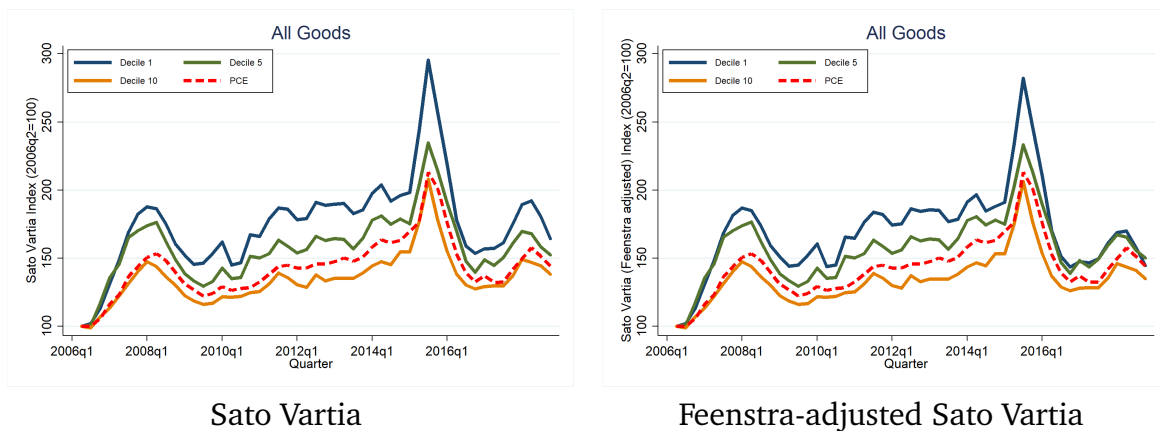 All Goods
Decile 1
Decile 5
Decile 10
PCE
Sato Vartia Index (2006q2=100)
300
250
200
150
100
2006q1
2008q1
2010q1
2012q1
2014q1
2016q1
Quarter
Sato Vartia
All Goods
Decile 1
Decile 5
Decile 10
PCE
Sato Vartia (Feenstra adjusted) Index (2006q2=100)
300
250
200
150
100
2006q1
2008q1
2010q1
2012q1
2014q1
2016q1
Quarter
Feenstra-adjusted Sato Vartia